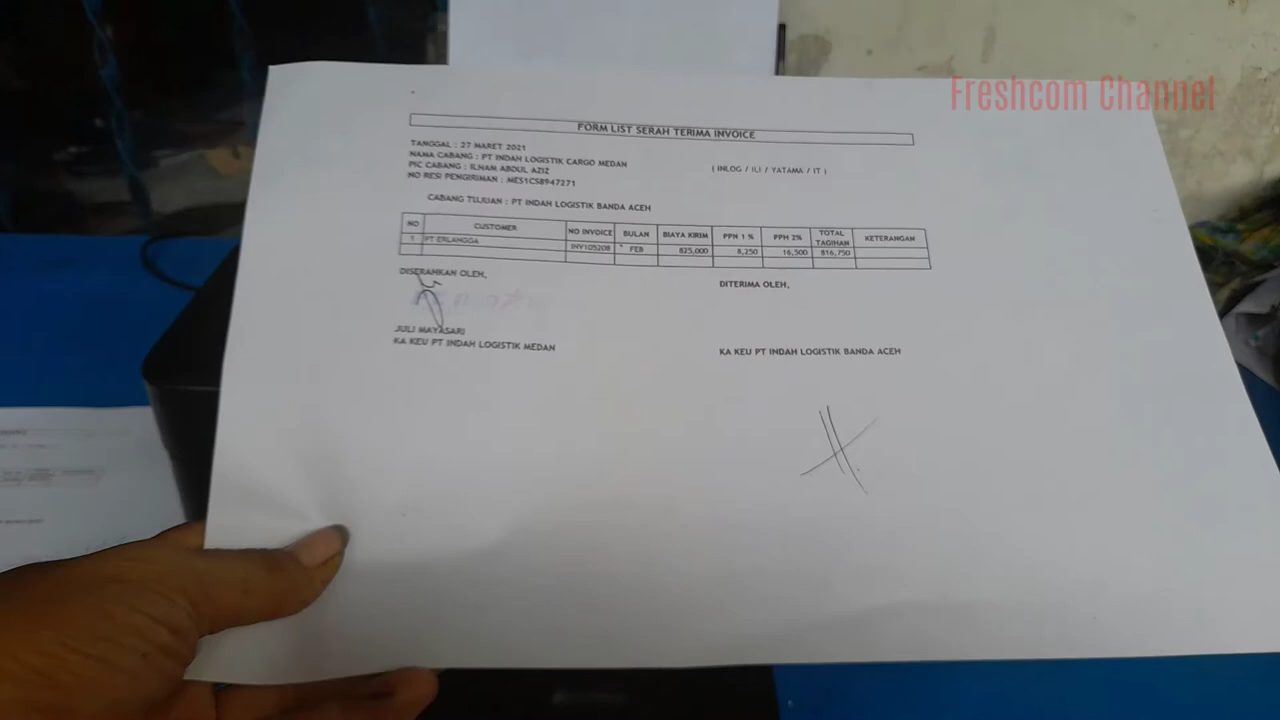 Freshcom Channel
FORM LIST SERAH TERIMA INVOICE
TANGGAL : 27 MARET 2021
NAMA CABANG : PT INDAH LOGISTIK CARGO MEDAN
PIC CABANG : ILHAN ABDUL AZIZ ( INLOG / ILI / YATAMA / IT )
NO RESI PENGIRIMAN : MES1CS8947271
CABANG TUJUAN : PT INDAH LOGISTIK BANDA ACEH
NO CUSTOMER NO INVOICE BULAN BIAYA KIRIM PPH 1 % PPH 2% TOTAL TAGIHAN KETERANGAN
1 PT ERLANGGA INV105208 FEB 825,000 8,250 16,500 816,750
DISERAHKAN OLEH, DITERIMA OLEH,
JULI MAYASARI
KA KEU PT INDAH LOGISTIK MEDAN KA KEU PT INDAH LOGISTIK BANDA ACEH